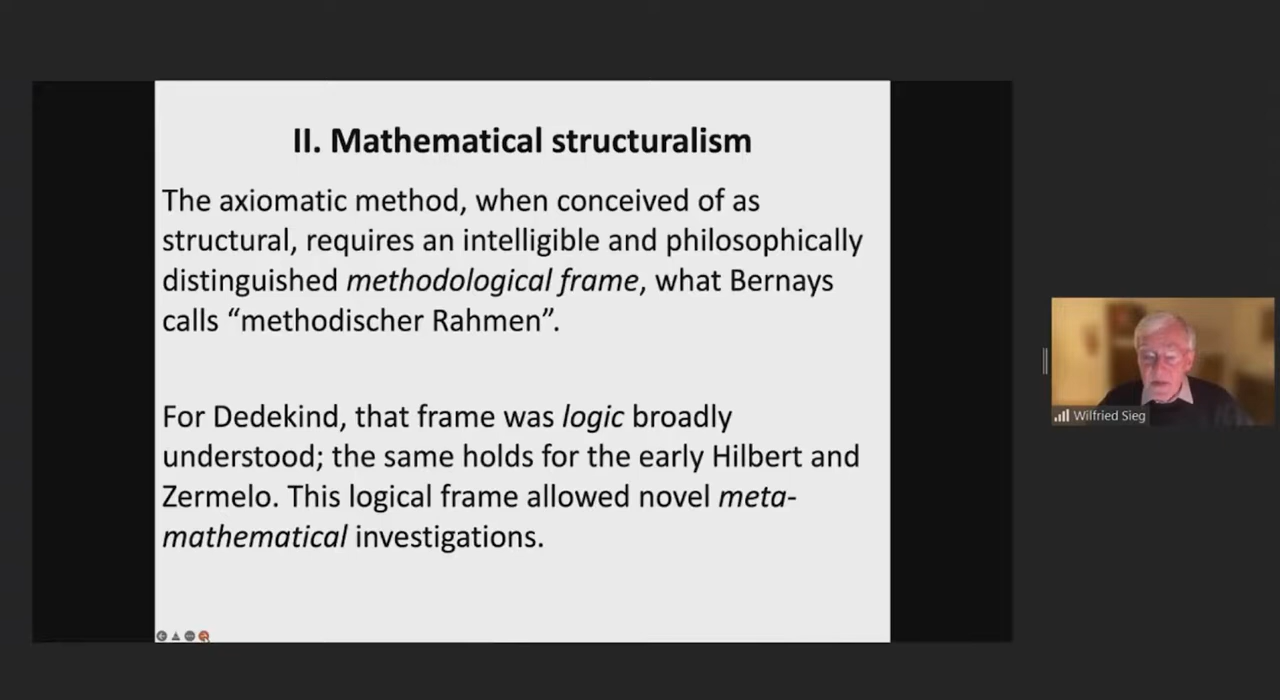 II. Mathematical structuralism
The axiomatic method, when conceived of as
structural, requires an intelligible and philosophically
distinguished methodological frame, what Bernays
calls “methodischer Rahmen”.
For Dedekind, that frame was logic broadly
understood; the same holds for the early Hilbert and
Zermelo. This logical frame allowed novel meta-
mathematical investigations.
Wilfried Sieg